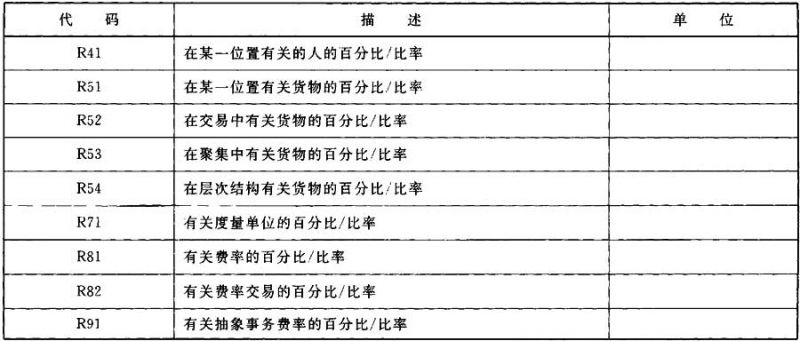 代 码 描 述 单 位
R41 在某一位置有关的人的百分比/比率
R51 在某一位置有关货物的百分比/比率
R52 在交易中有关货物的百分比/比率
R53 在聚集中有关货物的百分比/比率
R54 在层次结构有关货物的百分比/比率
R71 有关度量单位的百分比/比率
R81 有关费率的百分比/比率
R82 有关费率交易的百分比/比率
R91 有关抽象事务费率的百分比/比率